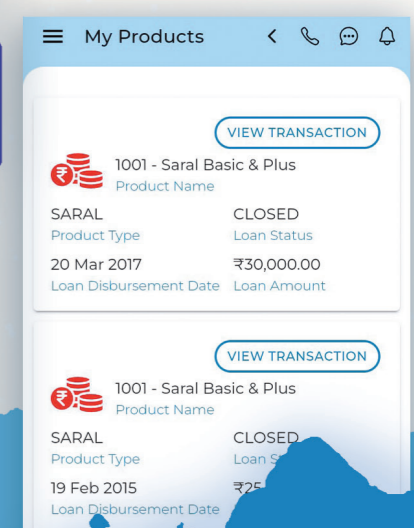 My Products
VIEW TRANSACTION
1001 - Saral Basic & Plus
Product Name
SARAL CLOSED
Product Type Loan Status
20 Mar 2017 ₹30,000.00
Loan Disbursement Date Loan Amount
VIEW TRANSACTION
1001 - Saral Basic & Plus
Product Name
SARAL CLOSED
Product Type Loan
19 Feb 2015
Loan Disbursement Date